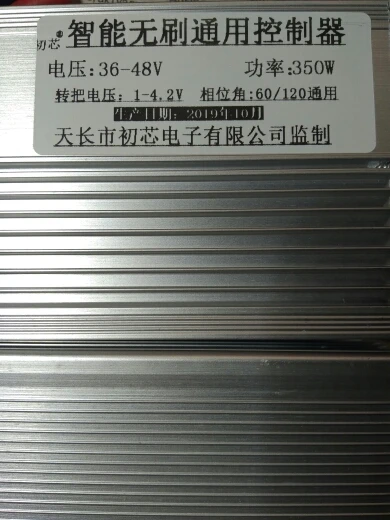 初芯® 智能无刷通用控制器
电压:36-48V 功率:350W
转把电压:1-4.2V 相位角:60/120通用
生产日期:2019年10月
天长市初芯电子有限公司监制